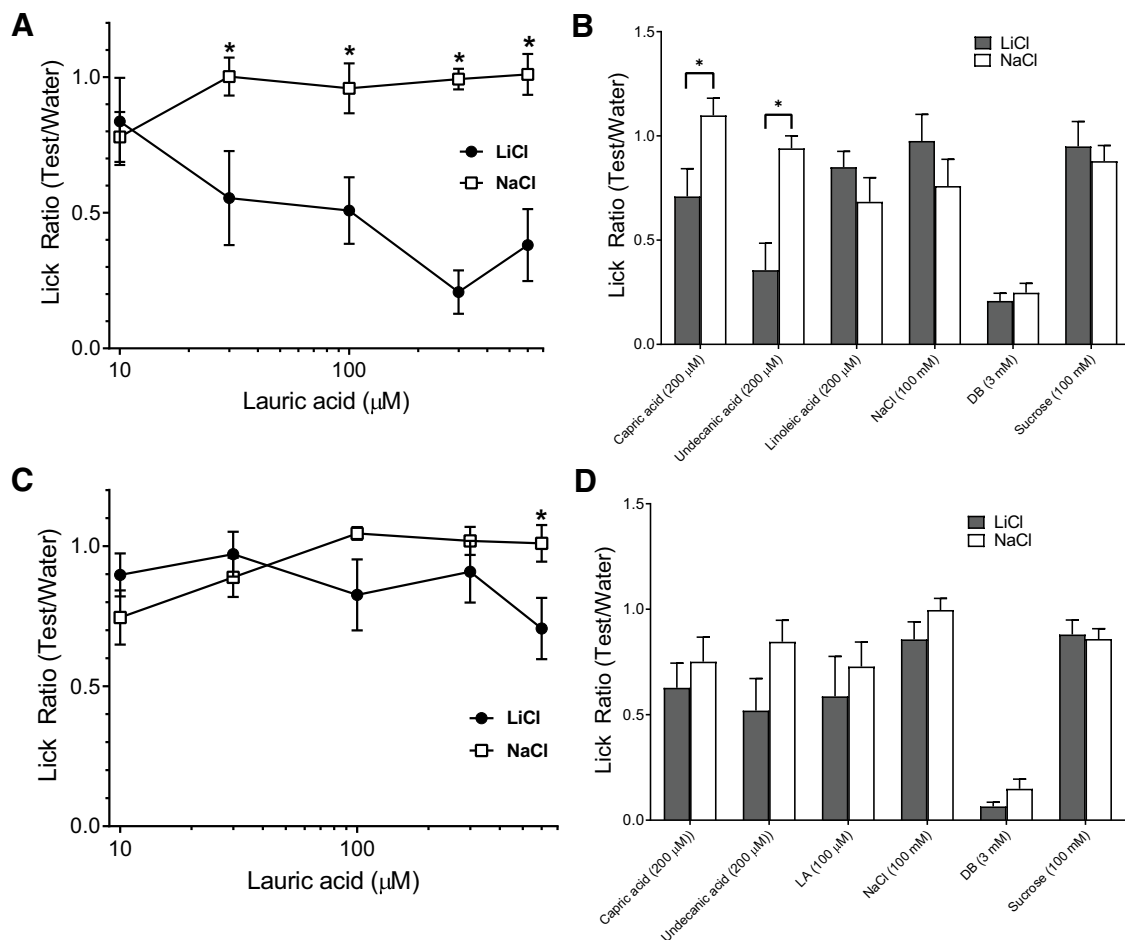 A
Lick Ratio (Test/Water)
1.0
0.5
0.0
* * * *
LiCl
NaCl
10 100
Lauric acid (μM)
B
Lick Ratio (Test/Water)
1.5
1.0
0.5
0.0
* *
LiCl
NaCl
Capric acid (200 μM)
Undecanic acid (200 μM)
Linoleic acid (200 μM)
NaCl (100 mM)
DB (3 mM)
Sucrose (100 mM)
C
Lick Ratio (Test/Water)
1.0
0.5
0.0
*
LiCl
NaCl
10 100
Lauric acid (μM)
D
Lick Ratio (Test/Water)
1.5
1.0
0.5
0.0
LiCl
NaCl
Capric acid (200 μM))
Undecanic acid (200 μM))
LA (100 μM)
NaCl (100 mM)
DB (3 mM)
Sucrose (100 mM)